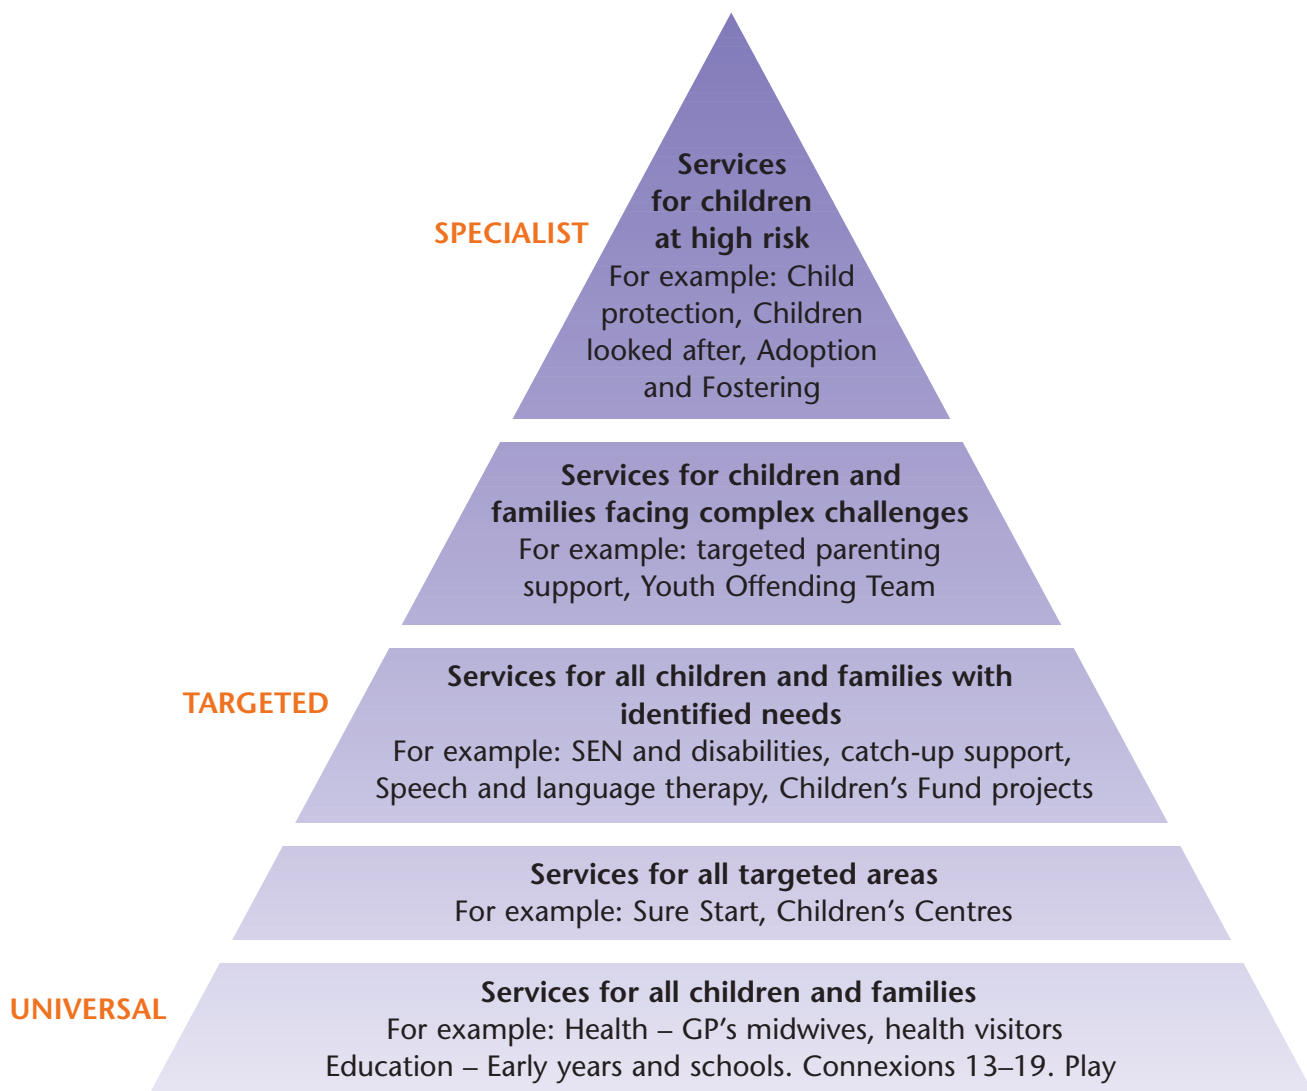 Services
for children
at high risk
SPECIALIST
For example: Child
protection, Children
looked after, Adoption
and Fostering
Services for children and
families facing complex challenges
For example: targeted parenting
support, Youth Offending Team
Services for all children and families with
TARGETED
identified needs
For example: SEN and disabilities, catch-up support,
Speech and language therapy, Children’s Fund projects
Services for all targeted areas
For example: Sure Start, Children’s Centres
Services for all children and families
UNIVERSAL
For example: Health – GP’s midwives, health visitors
Education – Early years and schools. Connexions 13–19. Play